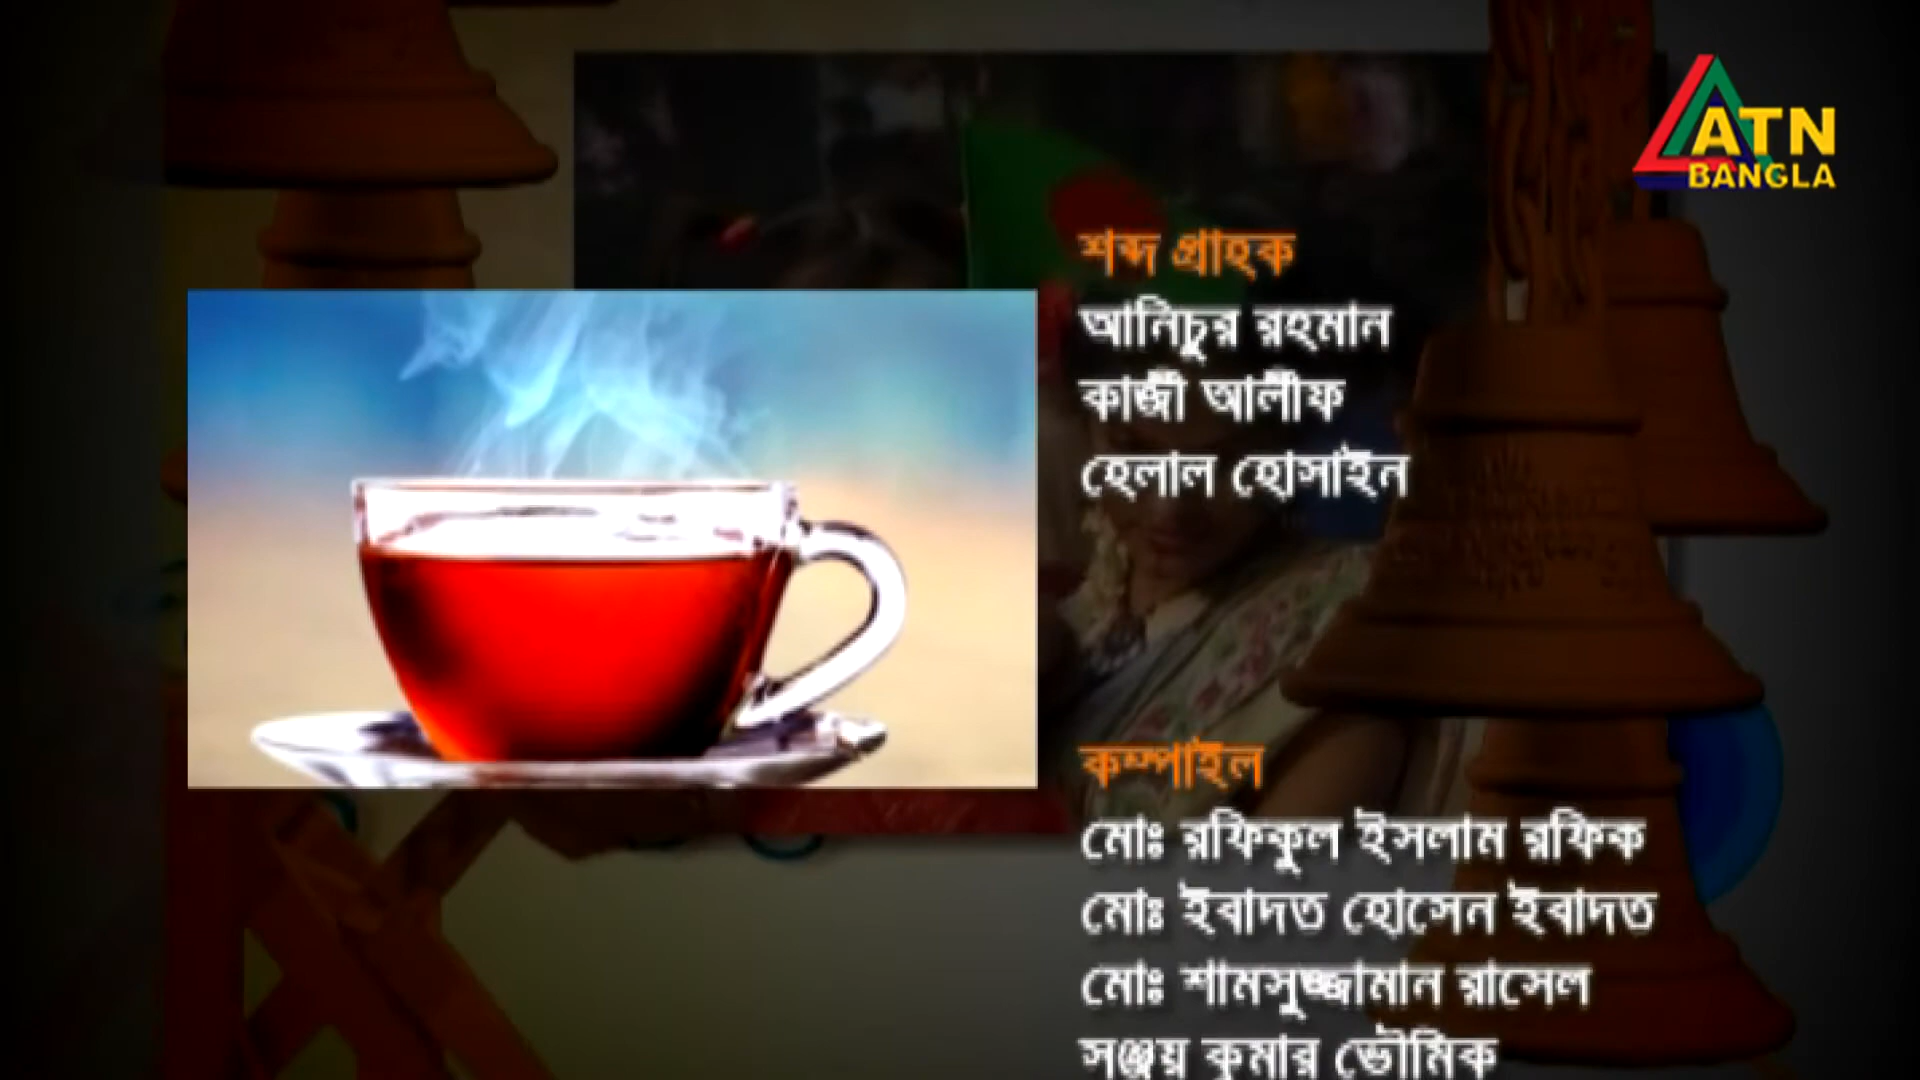 ATN
BANGLA
শব্দ গ্রাহক
আনিচুর রহমান
কাজী আলীফ
হেলাল হোসাইন
কম্পাইল
মোঃ রফিকুল ইসলাম রফিক
মোঃ ইবাদত হোসেন ইবাদত
মোঃ শামসুজ্জামান রাসেল
সঞ্জয় কুমার ভৌমিক